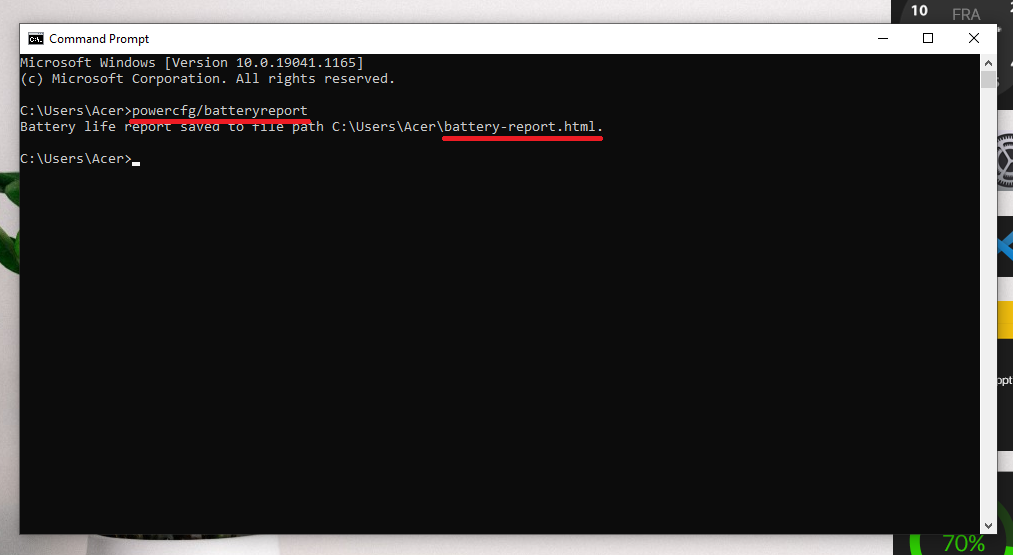 10
FRA
Command Prompt
Microsoft Windows [Version 10.0.19041.1165]
(c) Microsoft Corporation. All rights reserved.
C:\Users\Acer>powercfg/batteryreport
Battery life report saved to file path C:\Users\Acer\battery-report.html.
C:\Users\Acer>
70%